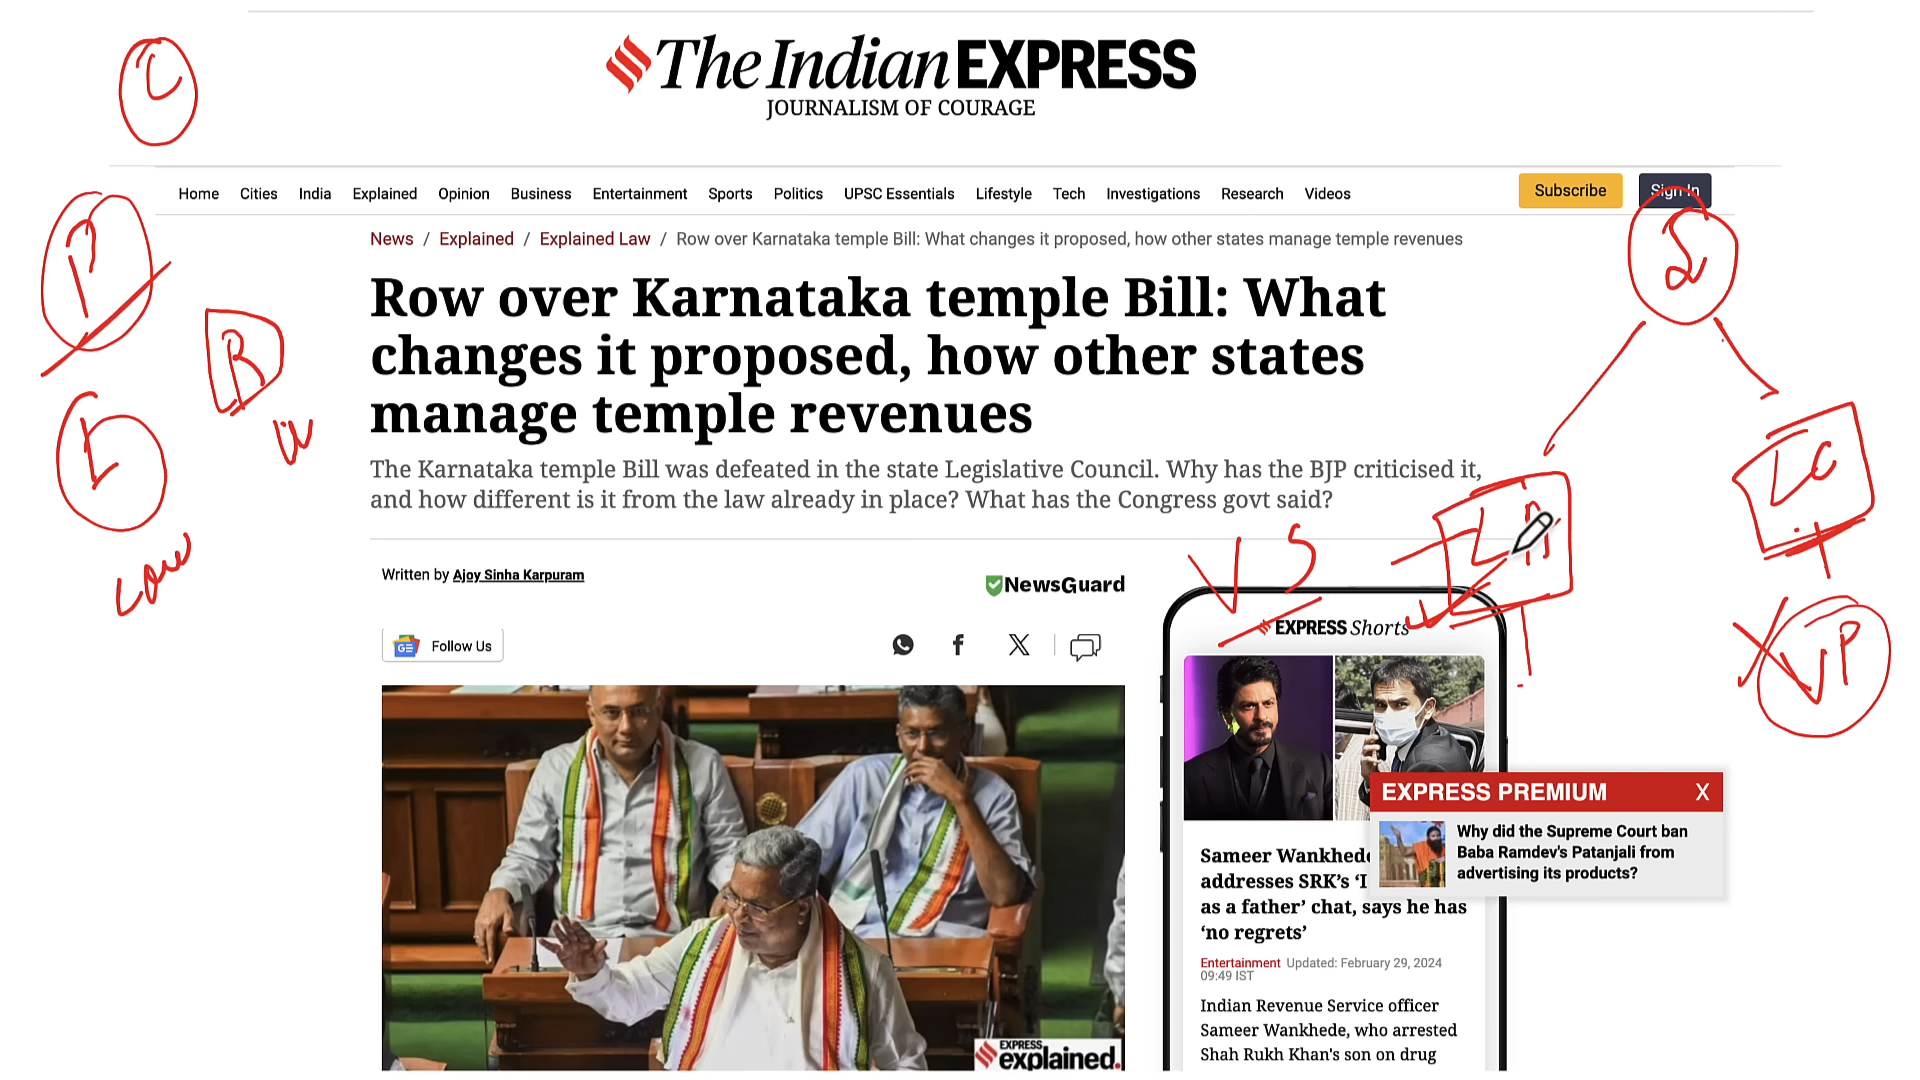 The Indian EXPRESS
JOURNALISM OF COURAGE
C
Home Cities India Explained Opinion Business Entertainment Sports Politics UPSC Essentials Lifestyle Tech Investigations Research Videos Subscribe Sign In
News / Explained / Explained Law / Row over Karnataka temple Bill: What changes it proposed, how other states manage temple revenues
Row over Karnataka temple Bill: What
changes it proposed, how other states
manage temple revenues
The Karnataka temple Bill was defeated in the state Legislative Council. Why has the BJP criticised it,
and how different is it from the law already in place? What has the Congress govt said?
P
B
L
Law
S
LC
LA
VS
VP
Written by Ajoy Sinha Karpuram
NewsGuard
GE Follow Us
EXPRESS Shorts
EXPRESS explained.
EXPRESS PREMIUM X
Why did the Supreme Court ban
Baba Ramdev's Patanjali from
advertising its products?
Sameer Wankhede
addresses SRK's 'I
as a father' chat, says he has
'no regrets'
Entertainment Updated: February 29, 2024
09:49 IST
Indian Revenue Service officer
Sameer Wankhede, who arrested
Shah Rukh Khan's son on drug